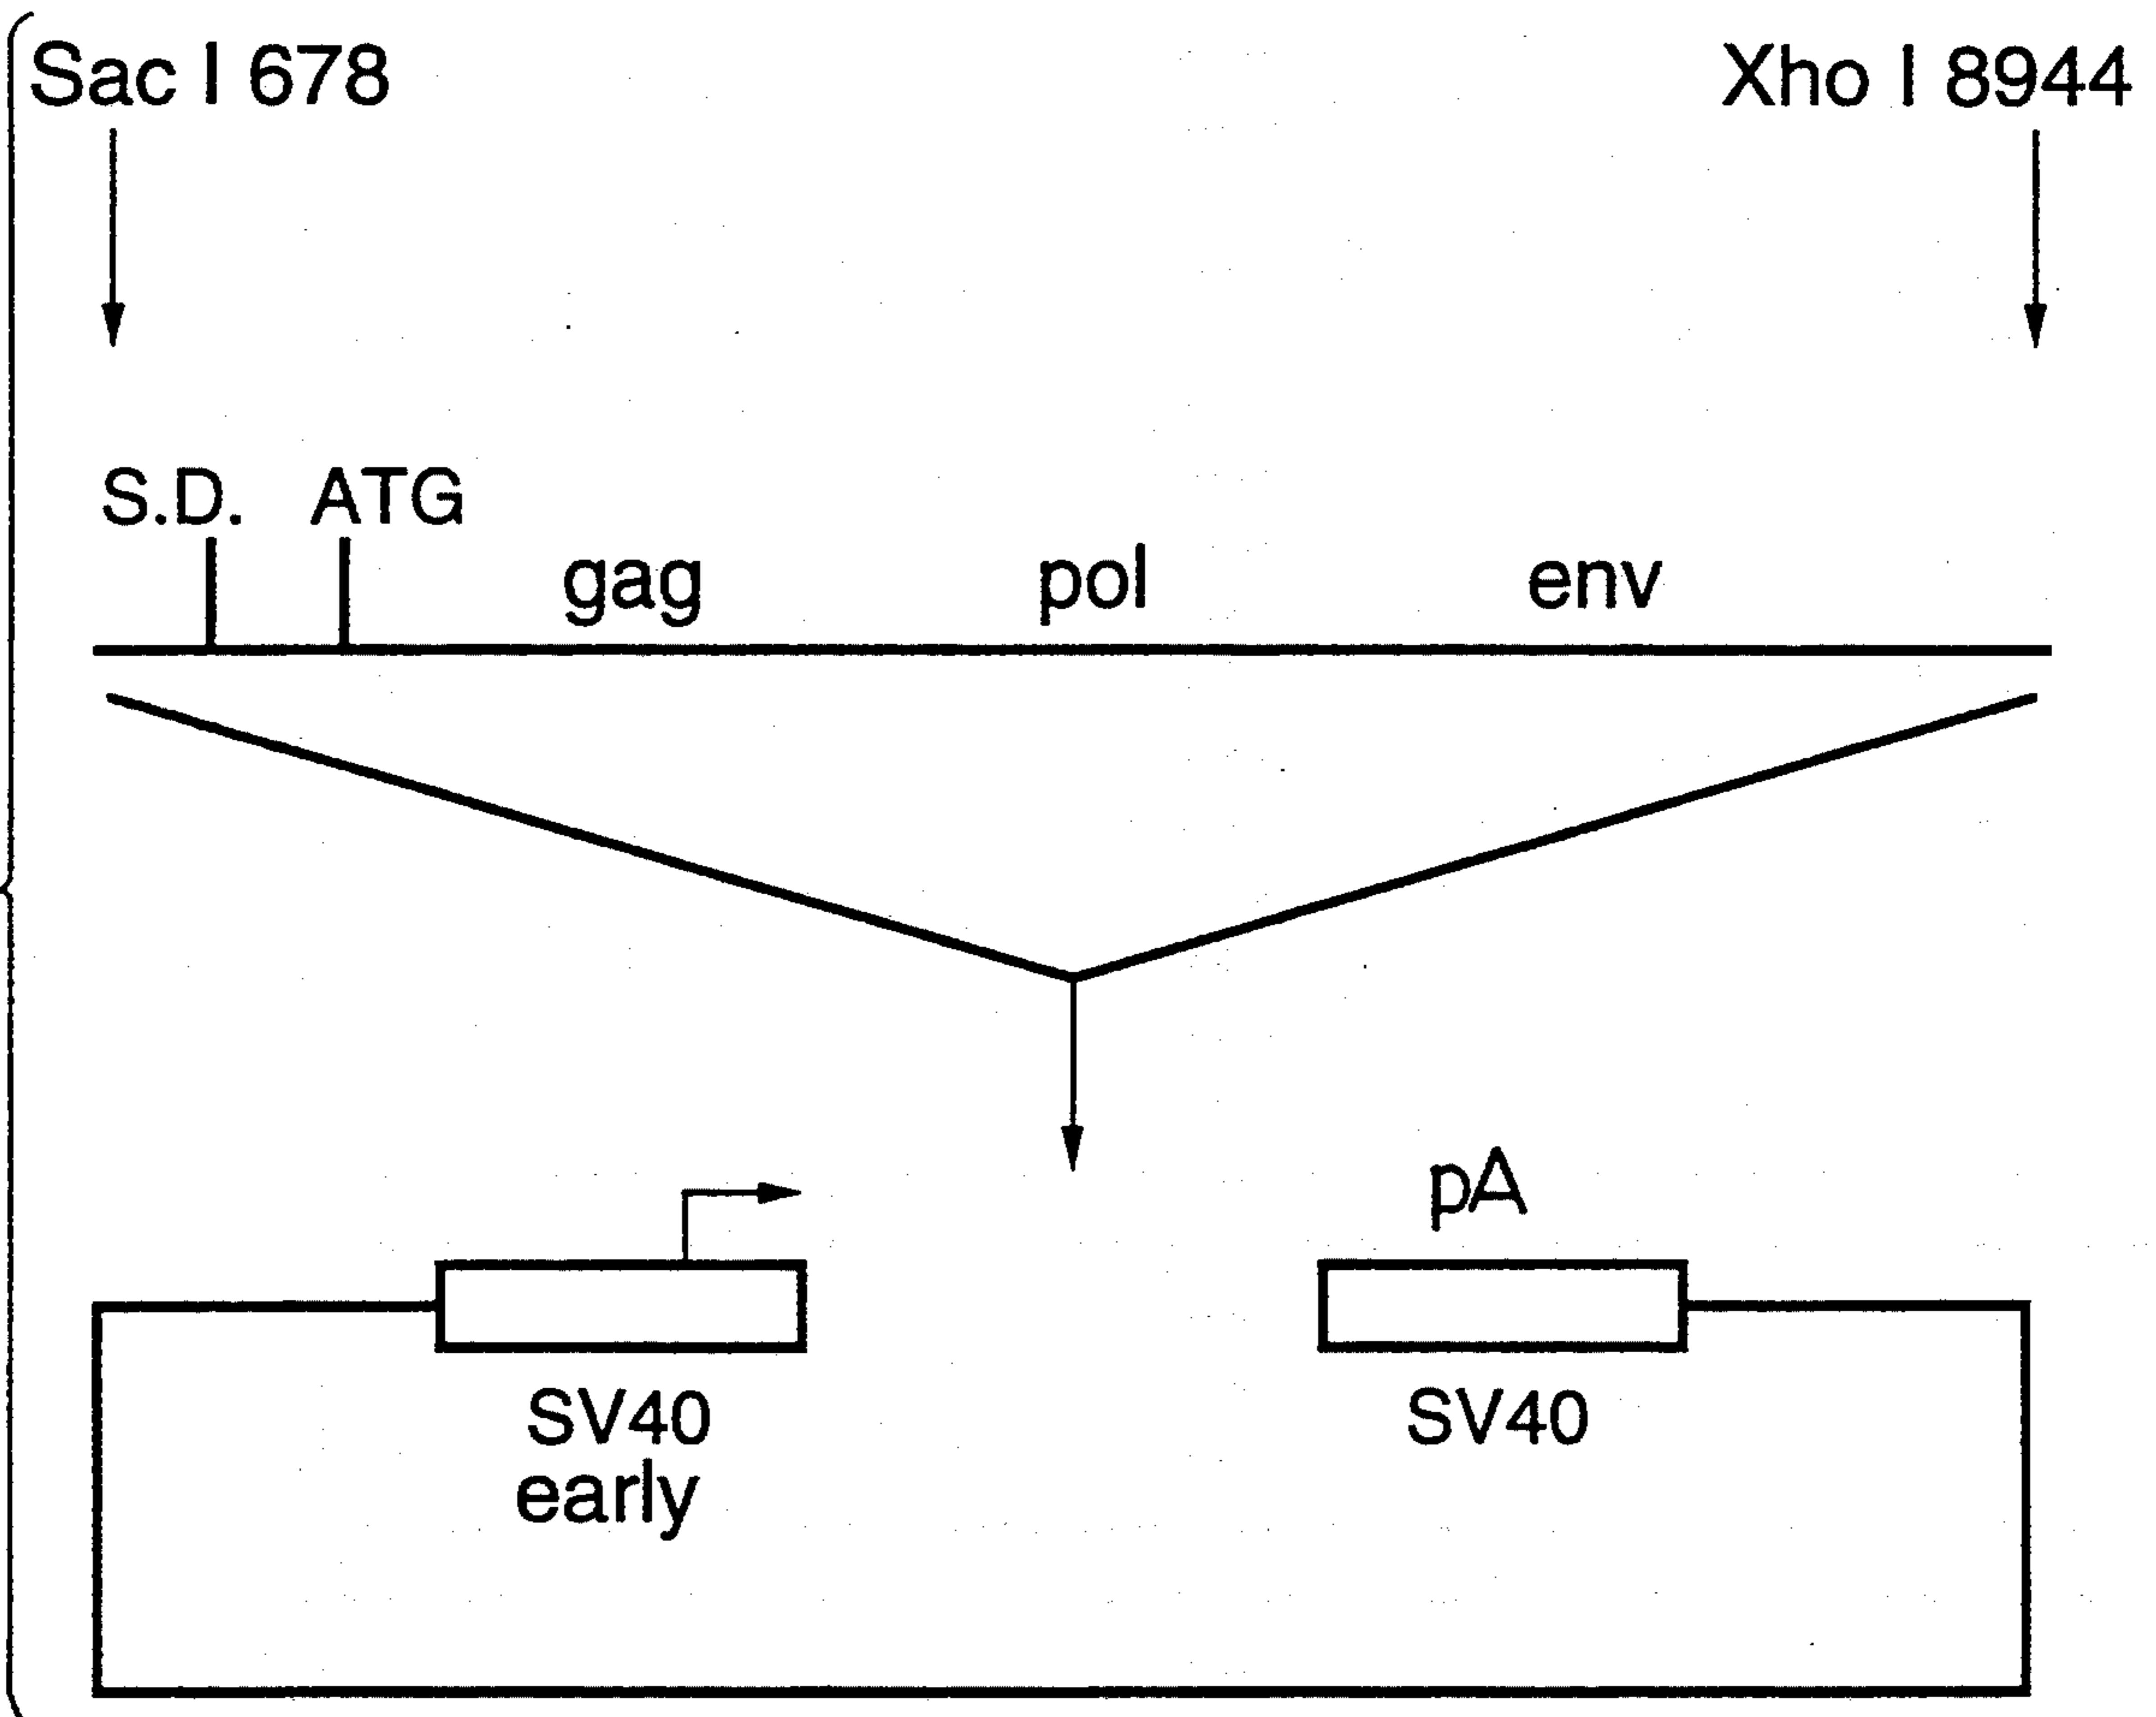 Sac I 678
Xho I 8944
S.D. ATG
gag pol env
pA
SV40 early
SV40